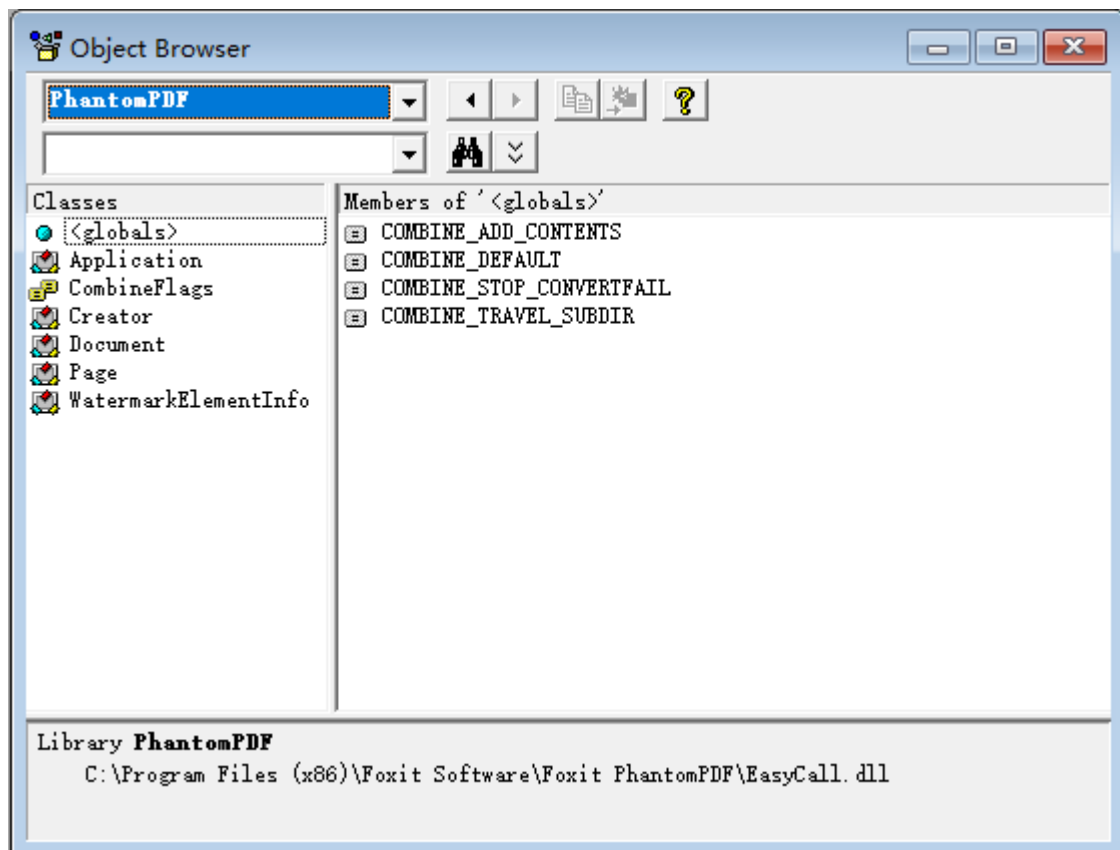 Object Browser
PhantomPDF
Classes
<globals>
Application
CombineFlags
Creator
Document
Page
WatermarkElementInfo
Members of '<globals>'
COMBINE_ADD_CONTENTS
COMBINE_DEFAULT
COMBINE_STOP_CONVERTFAIL
COMBINE_TRAVEL_SUBDIR
Library PhantomPDF
C:\Program Files (x86)\Foxit Software\Foxit PhantomPDF\EasyCall.dll